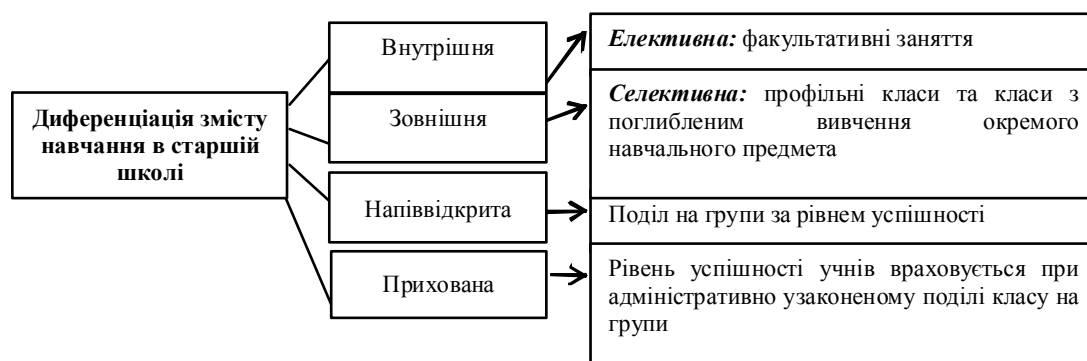 Диференціація змісту
навчання в старшій
школі
Внутрішня
Зовнішня
Напіввідкрита
Прихована
Елективна: факультативні заняття
Селективна: профільні класи та класи з
поглибленим вивчення окремого
навчального предмета
Поділ на групи за рівнем успішності
Рівень успішності учнів враховується при
адміністративно узаконеному поділі класу на
групи